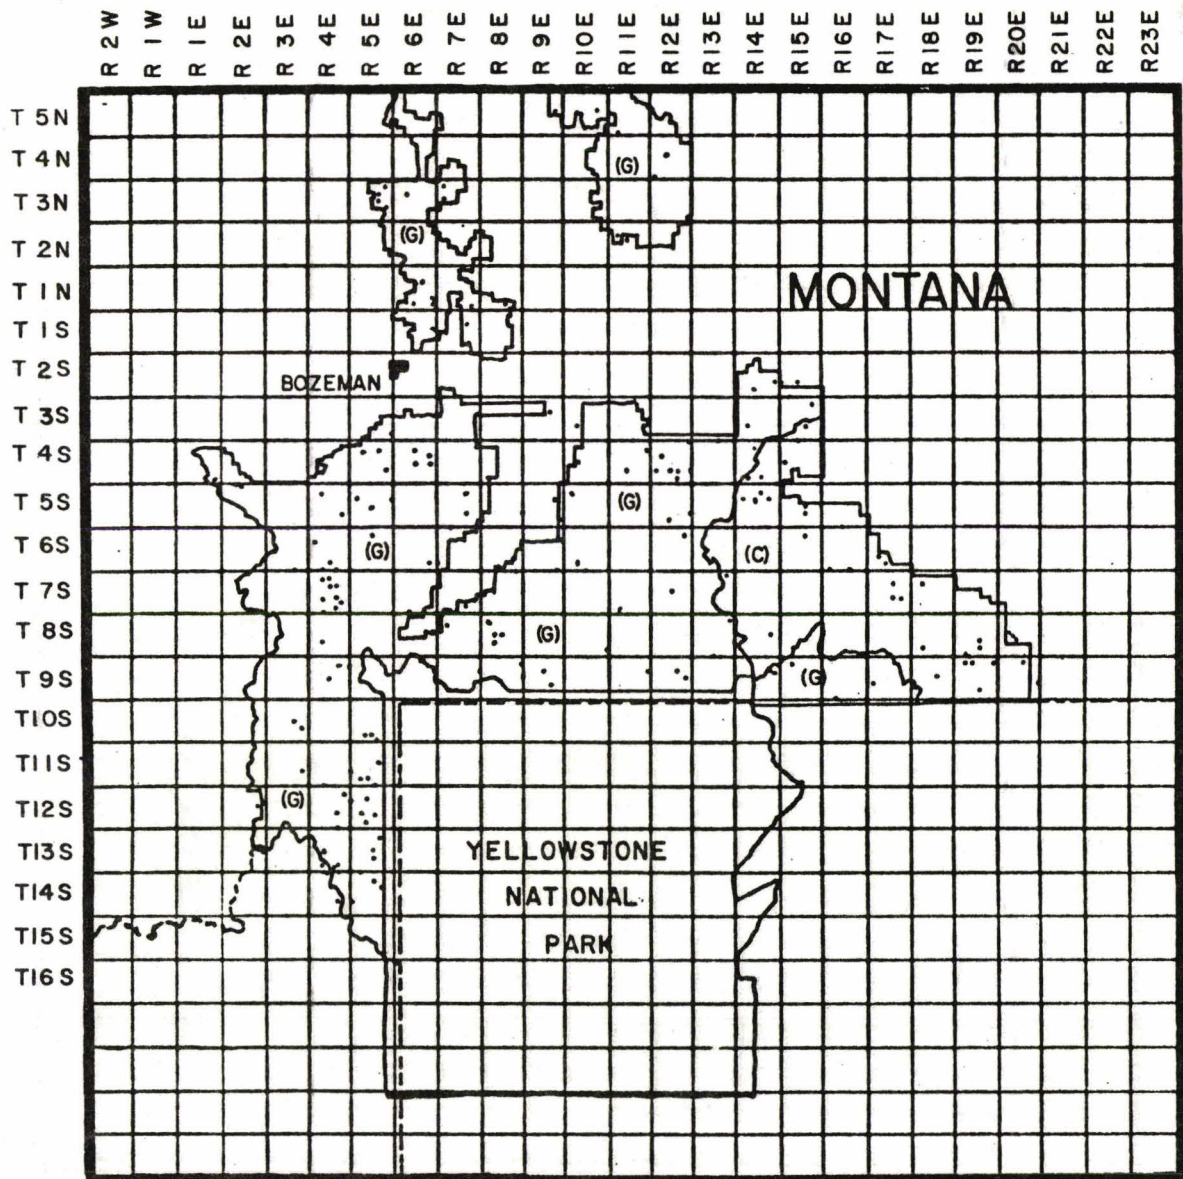 R 2W R 1W R 1E R 2E R 3E R 4E R 5E R 6E R 7E R 8E R 9E R10E R11E R12E R13E R14E R15E R16E R17E R18E R19E R20E R21E R22E R23E
T 5N
T 4N
(G)
T 3N
T 2N
(G)
T 1N
MONTANA
T 1S
T 2S
BOZEMAN
T 3S
T 4S
T 5S
(G)
T 6S
(G)
(C)
T 7S
T 8S
(G)
T 9S
(G)
T10S
T11S
T12S
(G)
T13S
YELLOWSTONE
T14S
NATIONAL
T15S
PARK
T16S